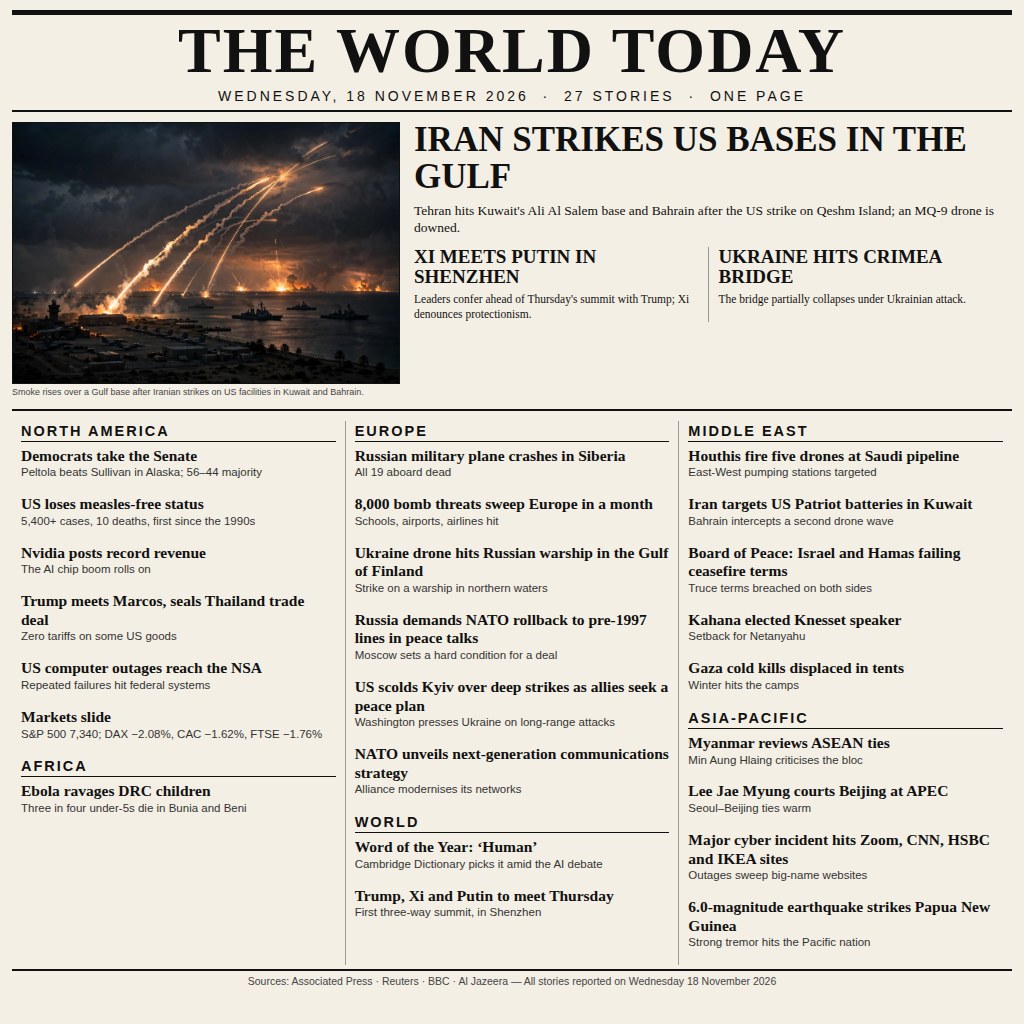 THE WORLD TODAY
WEDNESDAY, 18 NOVEMBER 2026 · 27 STORIES · ONE PAGE
IRAN STRIKES US BASES IN THE
GULF
Tehran hits Kuwait's Ali Al Salem base and Bahrain after the US strike on Qeshm Island; an MQ-9 drone is
downed.
XI MEETS PUTIN IN
SHENZHEN
Leaders confer ahead of Thursday's summit with Trump; Xi
denounces protectionism.
UKRAINE HITS CRIMEA
BRIDGE
The bridge partially collapses under Ukrainian attack.
Smoke rises over a Gulf base after Iranian strikes on US facilities in Kuwait and Bahrain.
NORTH AMERICA
Democrats take the Senate
Peltola beats Sullivan in Alaska; 56–44 majority
US loses measles-free status
5,400+ cases, 10 deaths, first since the 1990s
Nvidia posts record revenue
The AI chip boom rolls on
Trump meets Marcos, seals Thailand trade
deal
Zero tariffs on some US goods
US computer outages reach the NSA
Repeated failures hit federal systems
Markets slide
S&P 500 7,340; DAX −2.08%, CAC −1.62%, FTSE −1.76%
AFRICA
Ebola ravages DRC children
Three in four under-5s die in Bunia and Beni
EUROPE
Russian military plane crashes in Siberia
All 19 aboard dead
8,000 bomb threats sweep Europe in a month
Schools, airports, airlines hit
Ukraine drone hits Russian warship in the Gulf
of Finland
Strike on a warship in northern waters
Russia demands NATO rollback to pre-1997
lines in peace talks
Moscow sets a hard condition for a deal
US scolds Kyiv over deep strikes as allies seek a
peace plan
Washington presses Ukraine on long-range attacks
NATO unveils next-generation communications
strategy
Alliance modernises its networks
WORLD
Word of the Year: ‘Human’
Cambridge Dictionary picks it amid the AI debate
Trump, Xi and Putin to meet Thursday
First three-way summit, in Shenzhen
MIDDLE EAST
Houthis fire five drones at Saudi pipeline
East-West pumping stations targeted
Iran targets US Patriot batteries in Kuwait
Bahrain intercepts a second drone wave
Board of Peace: Israel and Hamas failing
ceasefire terms
Truce terms breached on both sides
Kahana elected Knesset speaker
Setback for Netanyahu
Gaza cold kills displaced in tents
Winter hits the camps
ASIA-PACIFIC
Myanmar reviews ASEAN ties
Min Aung Hlaing criticises the bloc
Lee Jae Myung courts Beijing at APEC
Seoul–Beijing ties warm
Major cyber incident hits Zoom, CNN, HSBC
and IKEA sites
Outages sweep big-name websites
6.0-magnitude earthquake strikes Papua New
Guinea
Strong tremor hits the Pacific nation
Sources: Associated Press · Reuters · BBC · Al Jazeera — All stories reported on Wednesday 18 November 2026